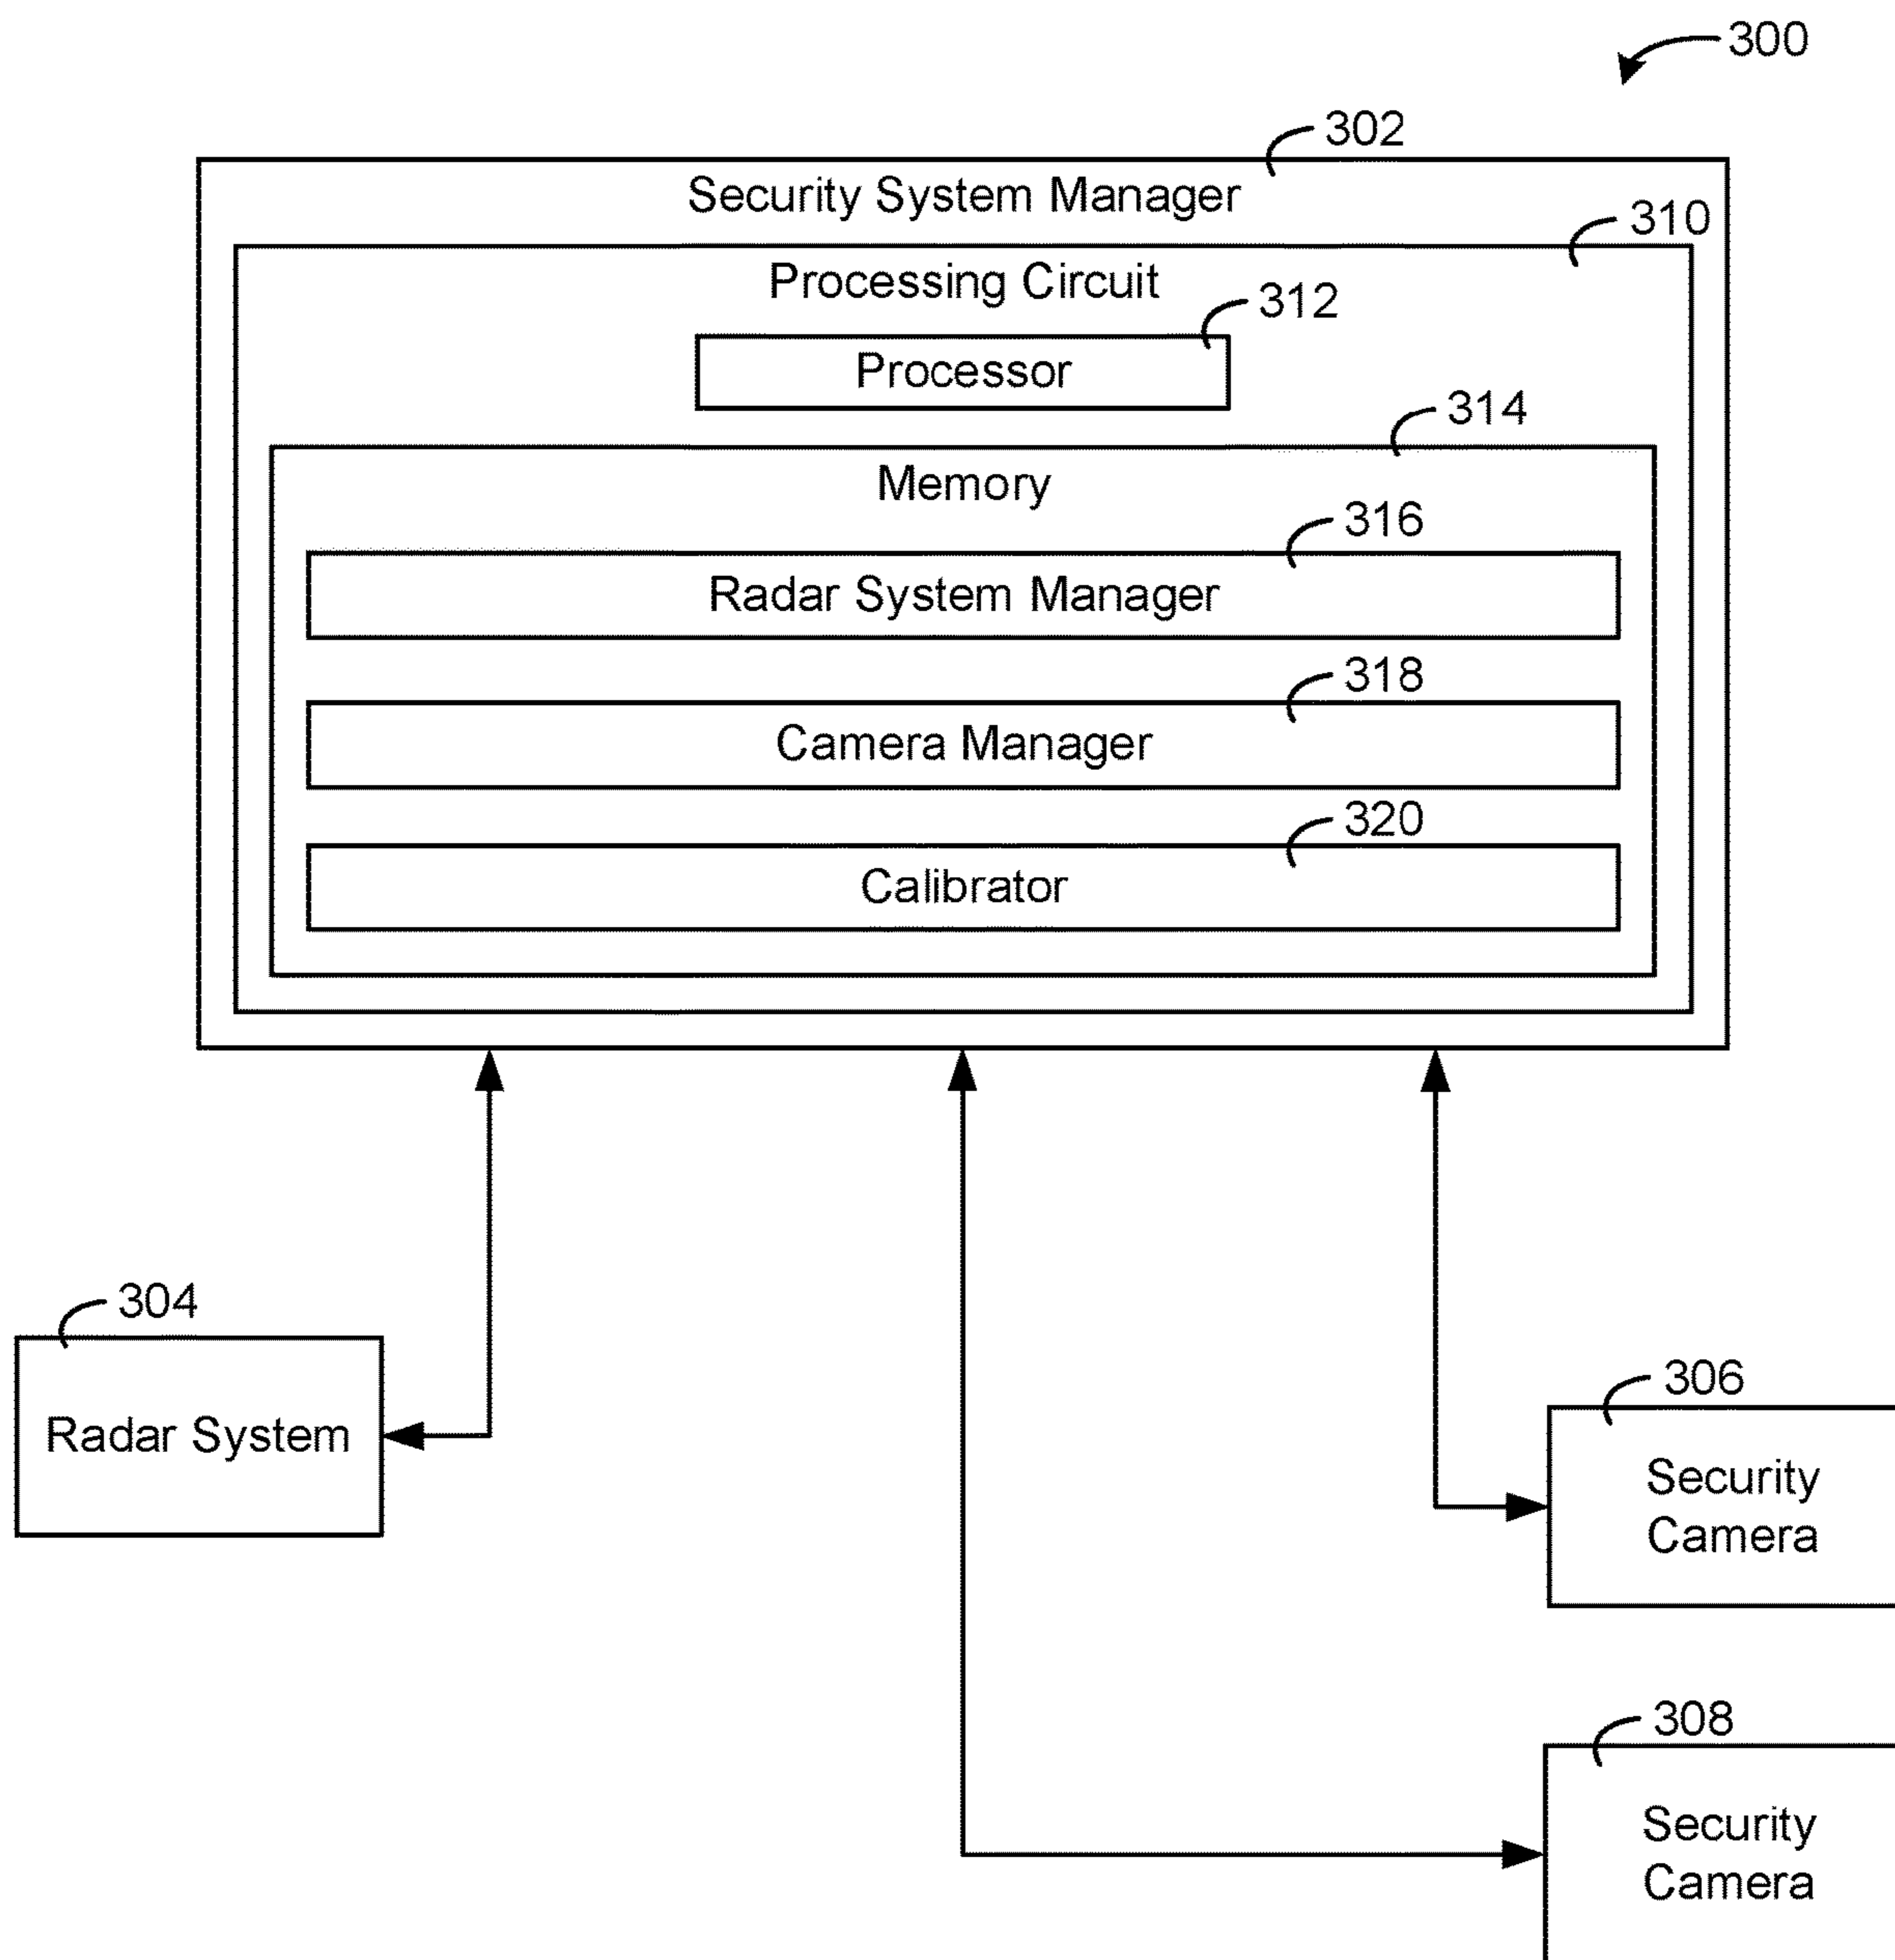 300
302
Security System Manager
310
Processing Circuit
312
Processor
314
Memory
316
Radar System Manager
318
Camera Manager
320
Calibrator
304
Radar System
306
Security
Camera
308
Security
Camera